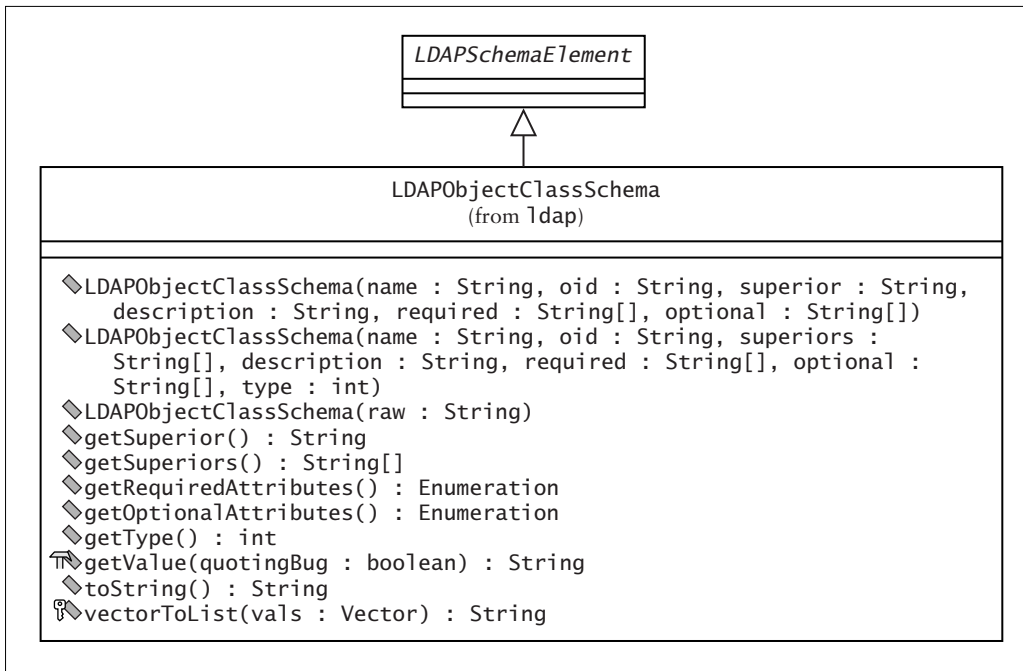 LDAPSchemaElement
LDAPObjectClassSchema
(from ldap)
LDAPObjectClassSchema(name : String, oid : String, superior : String,
description : String, required : String[], optional : String[])
LDAPObjectClassSchema(name : String, oid : String, superiors :
String[], description : String, required : String[], optional :
String[], type : int)
LDAPObjectClassSchema(raw : String)
getSuperior() : String
getSuperiors() : String[]
getRequiredAttributes() : Enumeration
getOptionalAttributes() : Enumeration
getType() : int
getValue(quotingBug : boolean) : String
toString() : String
vectorToList(vals : Vector) : String